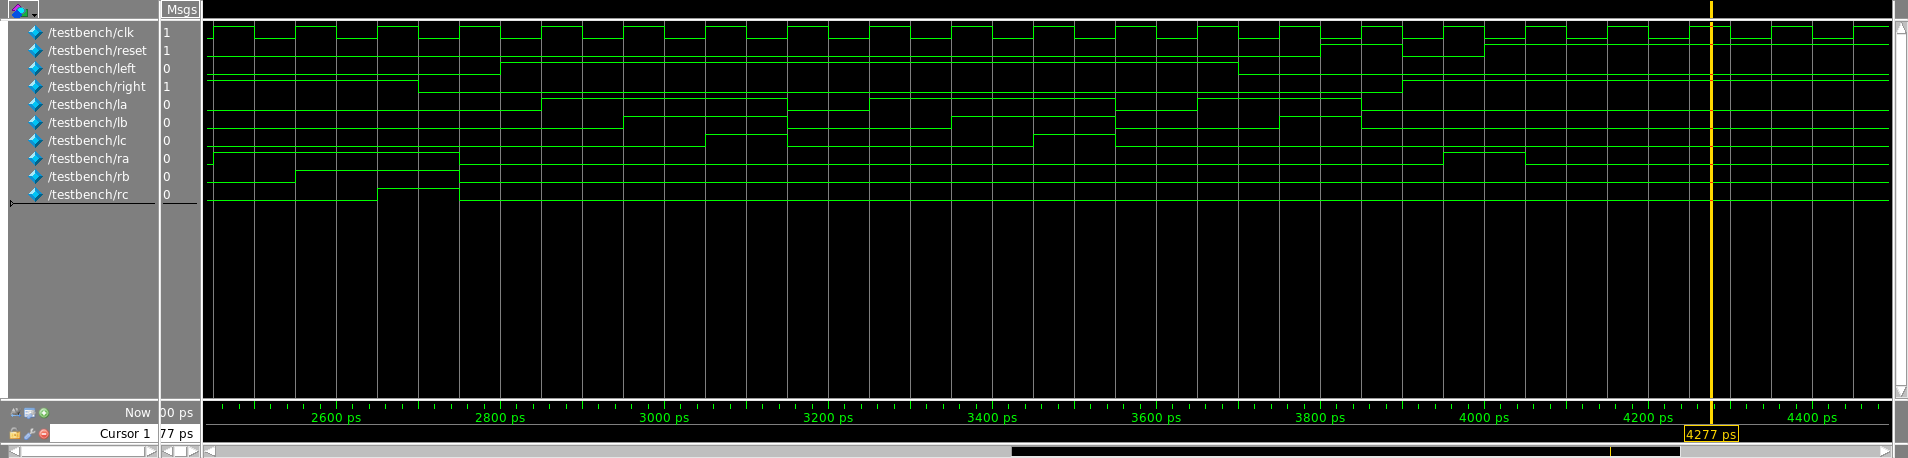 Msgs
/testbench/clk 1
/testbench/reset 1
/testbench/left 0
/testbench/right 1
/testbench/la 0
/testbench/lb 0
/testbench/lc 0
/testbench/ra 0
/testbench/rb 0
/testbench/rc 0
Now 00 ps 2600 ps 2800 ps 3000 ps 3200 ps 3400 ps 3600 ps 3800 ps 4000 ps 4200 ps 4400 ps
Cursor 1 77 ps 4277 ps